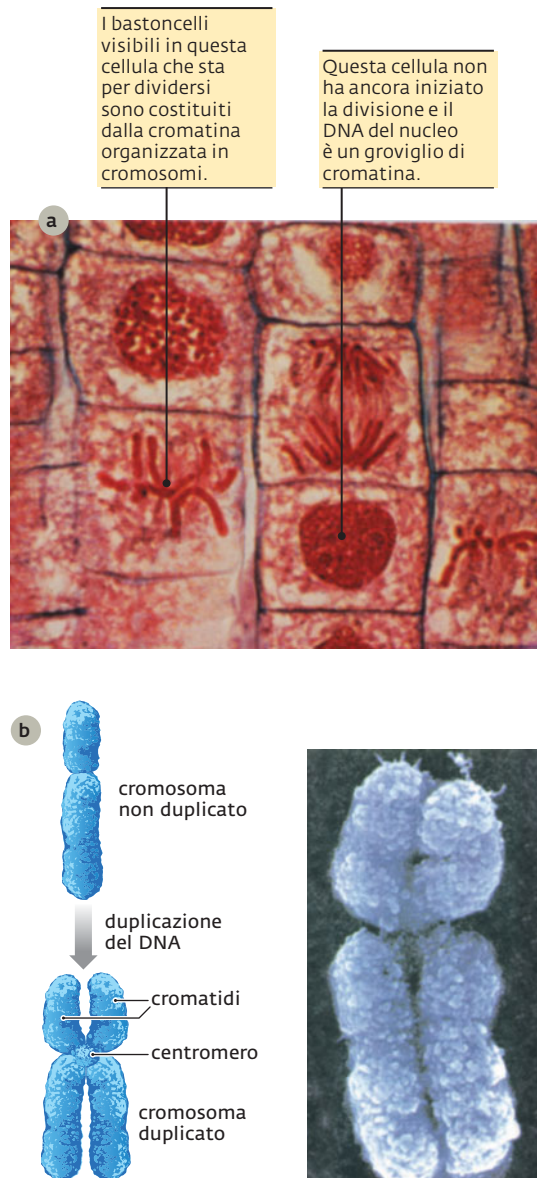 I bastoncelli
visibili in questa
cellula che sta
per dividersi
sono costituiti
dalla cromatina
organizzata in
cromosomi.
Questa cellula non
ha ancora iniziato
la divisione e il
DNA del nucleo
è un groviglio di
cromatina.
a
b
cromosoma
non duplicato
duplicazione
del DNA
cromatidi
centromero
cromosoma
duplicato